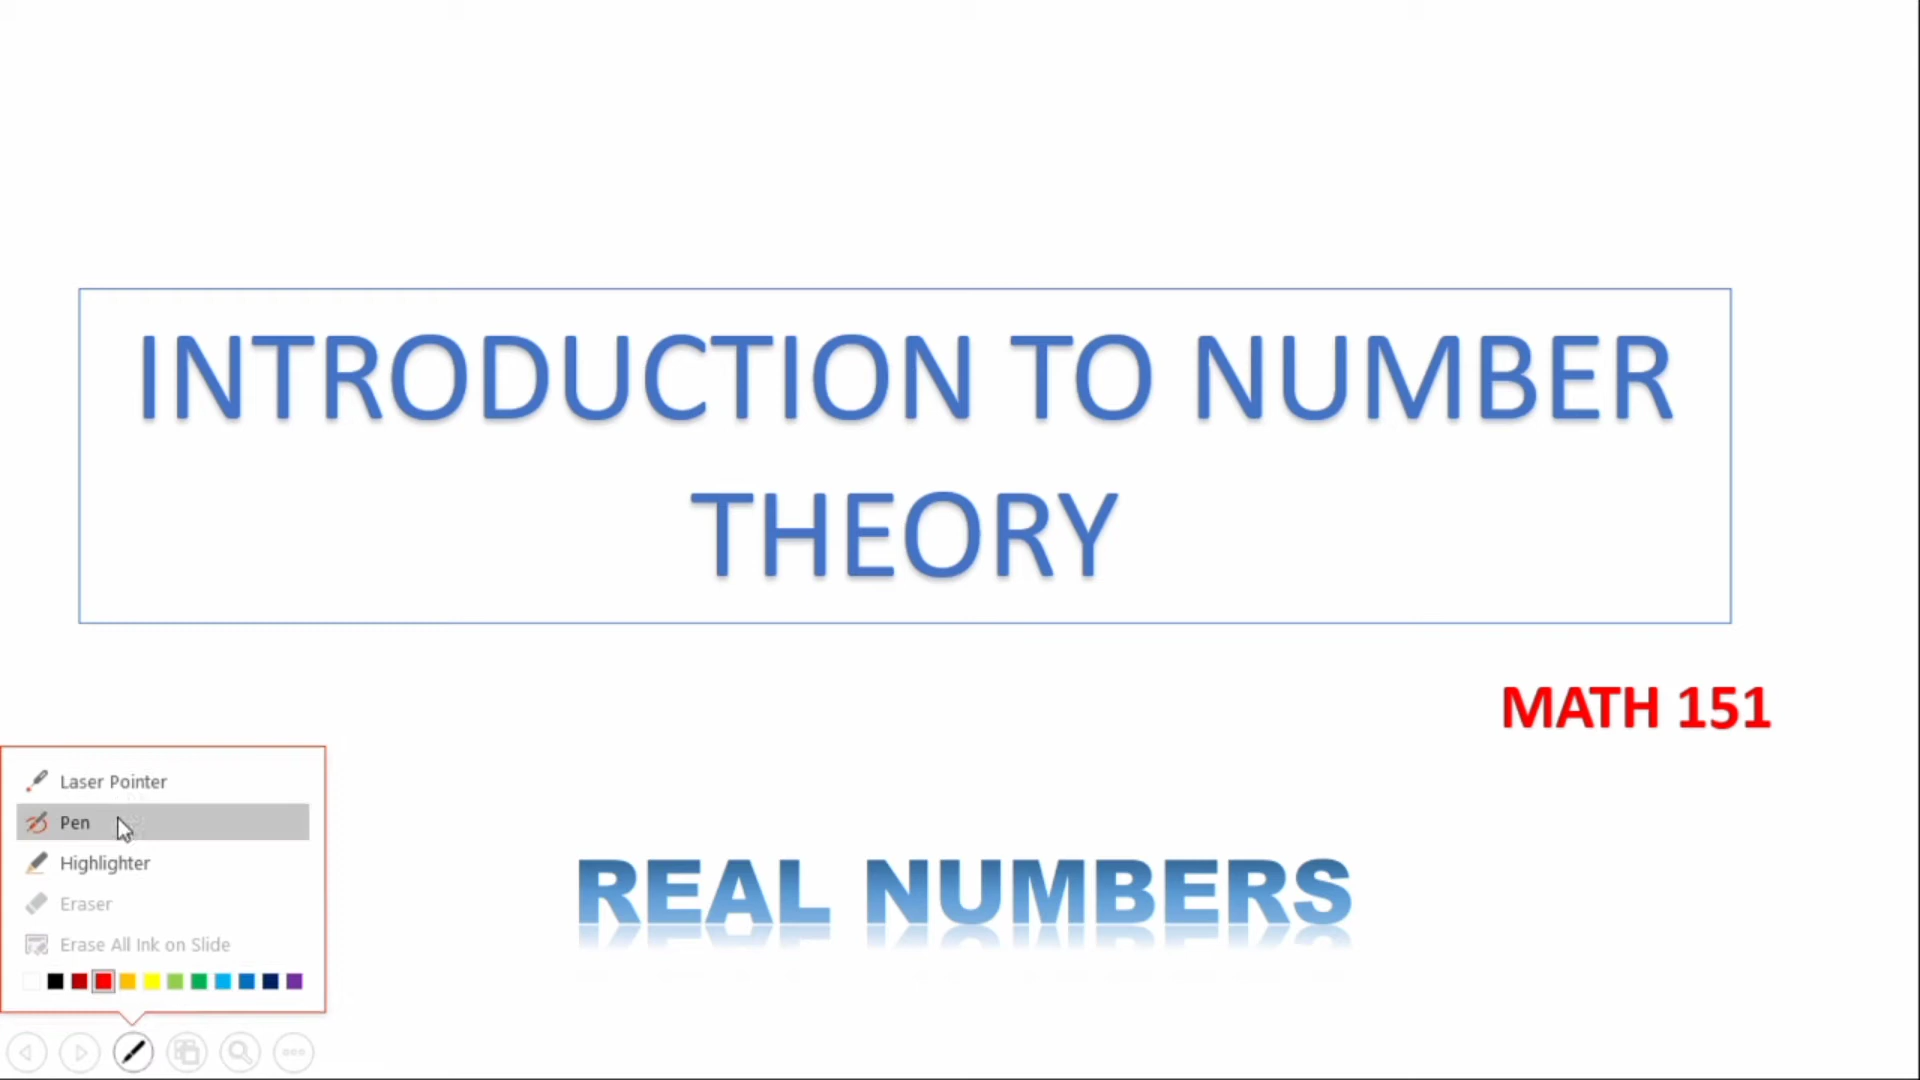 INTRODUCTION TO NUMBER
THEORY
MATH 151
Laser Pointer
Pen
Highlighter
Eraser
Erase All Ink on Slide
REAL NUMBERS